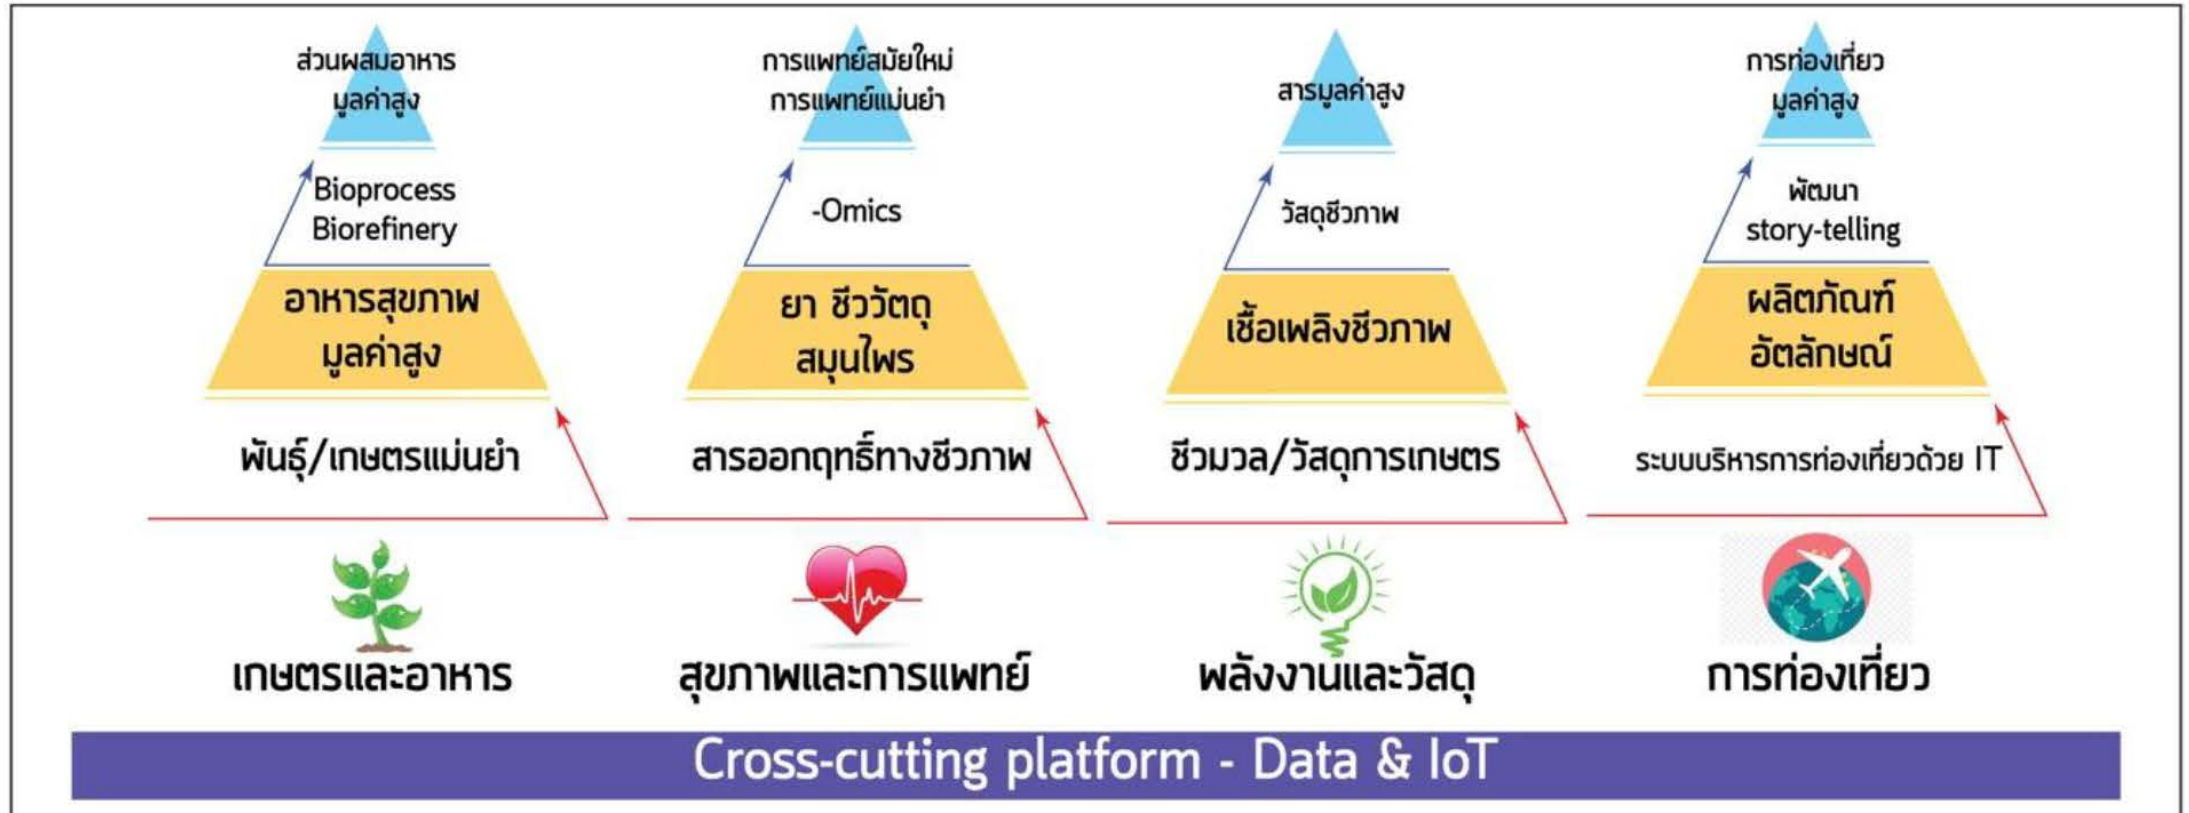 ส่วนผสมอาหาร
มูลค่าสูง
Bioprocess
Biorefinery
อาหารสุขภาพ
มูลค่าสูง
พันธุ์/เกษตรแม่นยำ
เกษตรและอาหาร
การแพทย์สมัยใหม่
การแพทย์แม่นยำ
-Omics
ยา ชีววัตถุ
สมุนไพร
สารออกฤทธิ์ทางชีวภาพ
สุขภาพและการแพทย์
สารมูลค่าสูง
วัสดุชีวภาพ
เชื้อเพลิงชีวภาพ
ชีวมวล/วัสดุการเกษตร
พลังงานและวัสดุ
การท่องเที่ยว
มูลค่าสูง
พัฒนา
story-telling
ผลิตภัณฑ์
อัตลักษณ์
ระบบบริหารการท่องเที่ยวด้วย IT
การท่องเที่ยว
Cross-cutting platform - Data & IoT